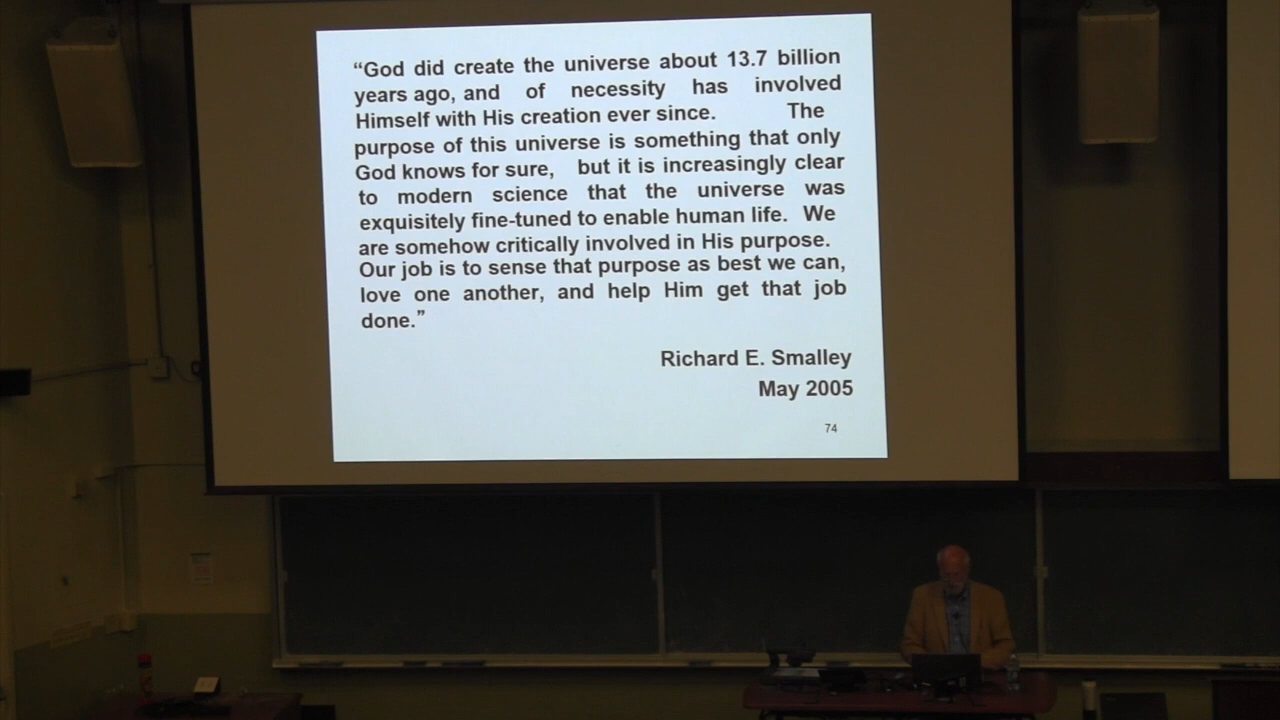 “God did create the universe about 13.7 billion
years ago, and of necessity has involved
Himself with His creation ever since. The
purpose of this universe is something that only
God knows for sure, but it is increasingly clear
to modern science that the universe was
exquisitely fine-tuned to enable human life. We
are somehow critically involved in His purpose.
Our job is to sense that purpose as best we can,
love one another, and help Him get that job
done.”
Richard E. Smalley
May 2005
74